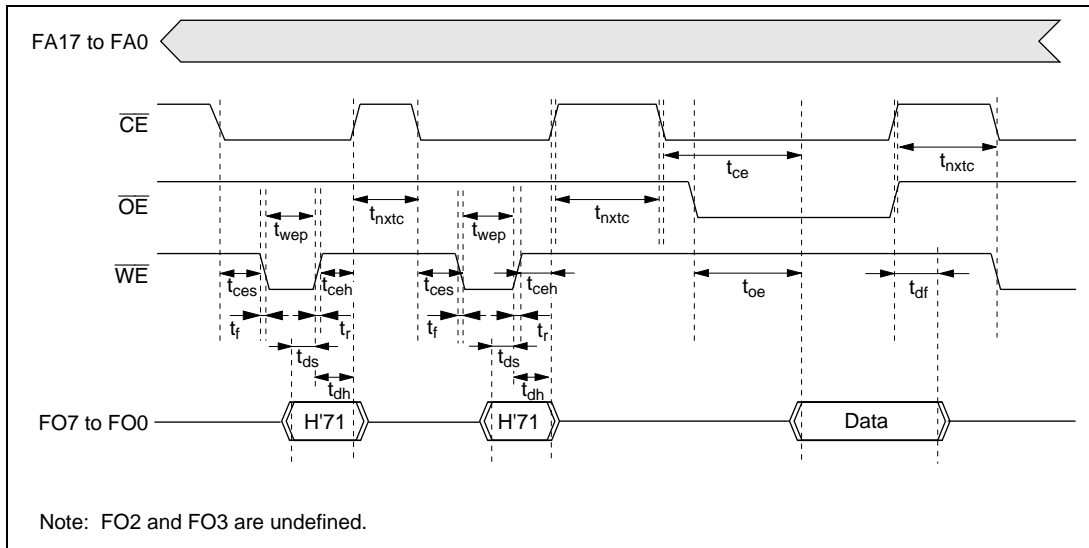 FA17 to FA0
CE
tce
tnxtc
OE
twep
tnxtc
twep
tnxtc
WE
tces
tceh
tces
tceh
toe
tdf
tf
tr
tf
tr
tds
tds
tdh
tdh
FO7 to FO0
H'71
H'71
Data
Note: FO2 and FO3 are undefined.